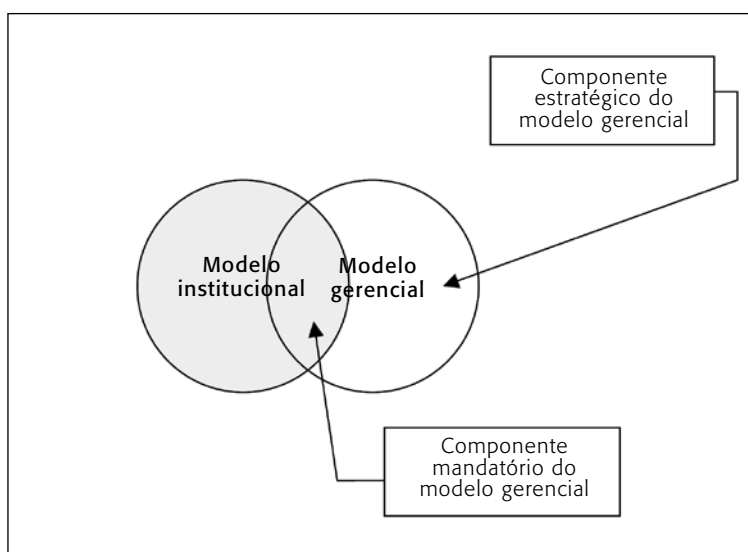 Componente
estratégico do
modelo gerencial
Modelo
institucional
Modelo
gerencial
Componente
mandatório do
modelo gerencial